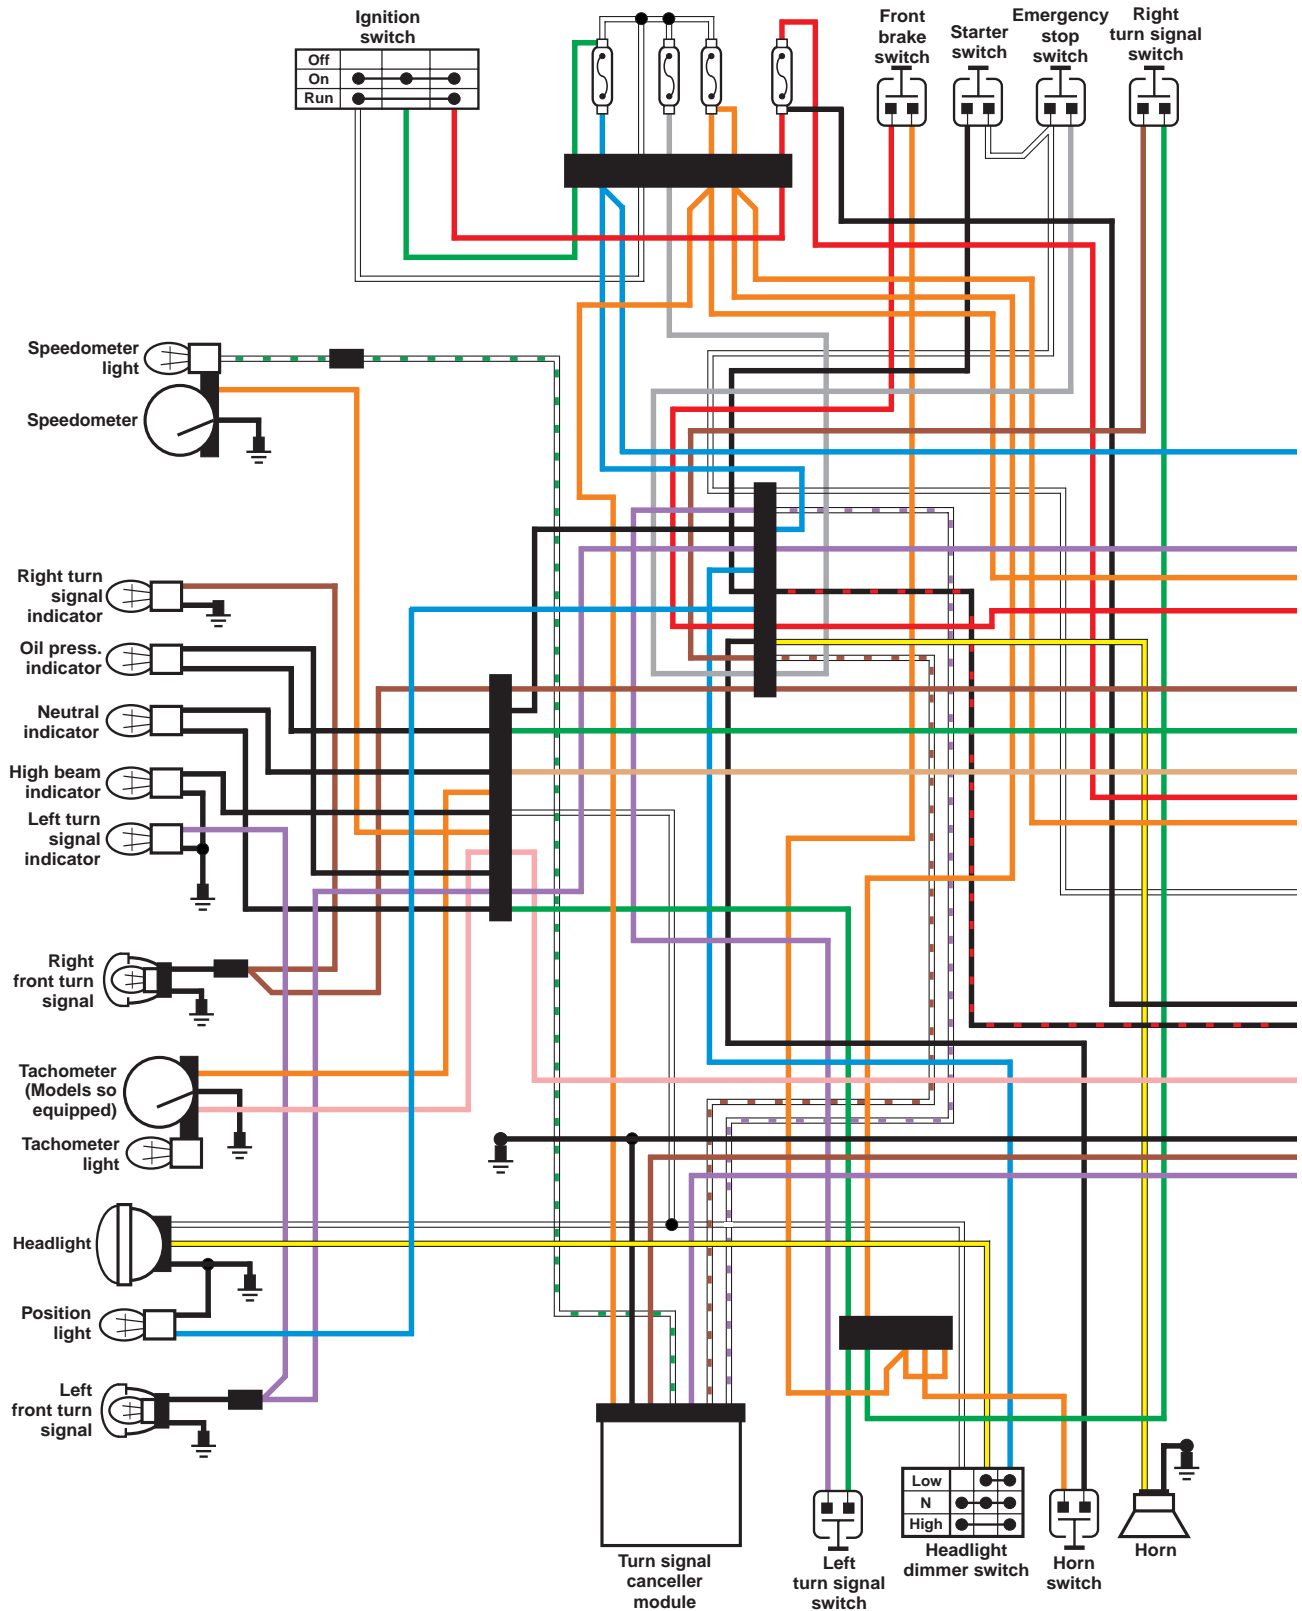 Ignition
switch
Off
On
Run
Front
brake
switch
Starter
switch
Emergency
stop
switch
Right
turn signal
switch
Speedometer
light
Speedometer
Right turn
signal
indicator
Oil press.
indicator
Neutral
indicator
High beam
indicator
Left turn
signal
indicator
Right
front turn
signal
Tachometer
(Models so
equipped)
Tachometer
light
Headlight
Position
light
Left
front turn
signal
Turn signal
canceller
module
Left
turn signal
switch
Low
N
High
Headlight
dimmer switch
Horn
switch
Horn